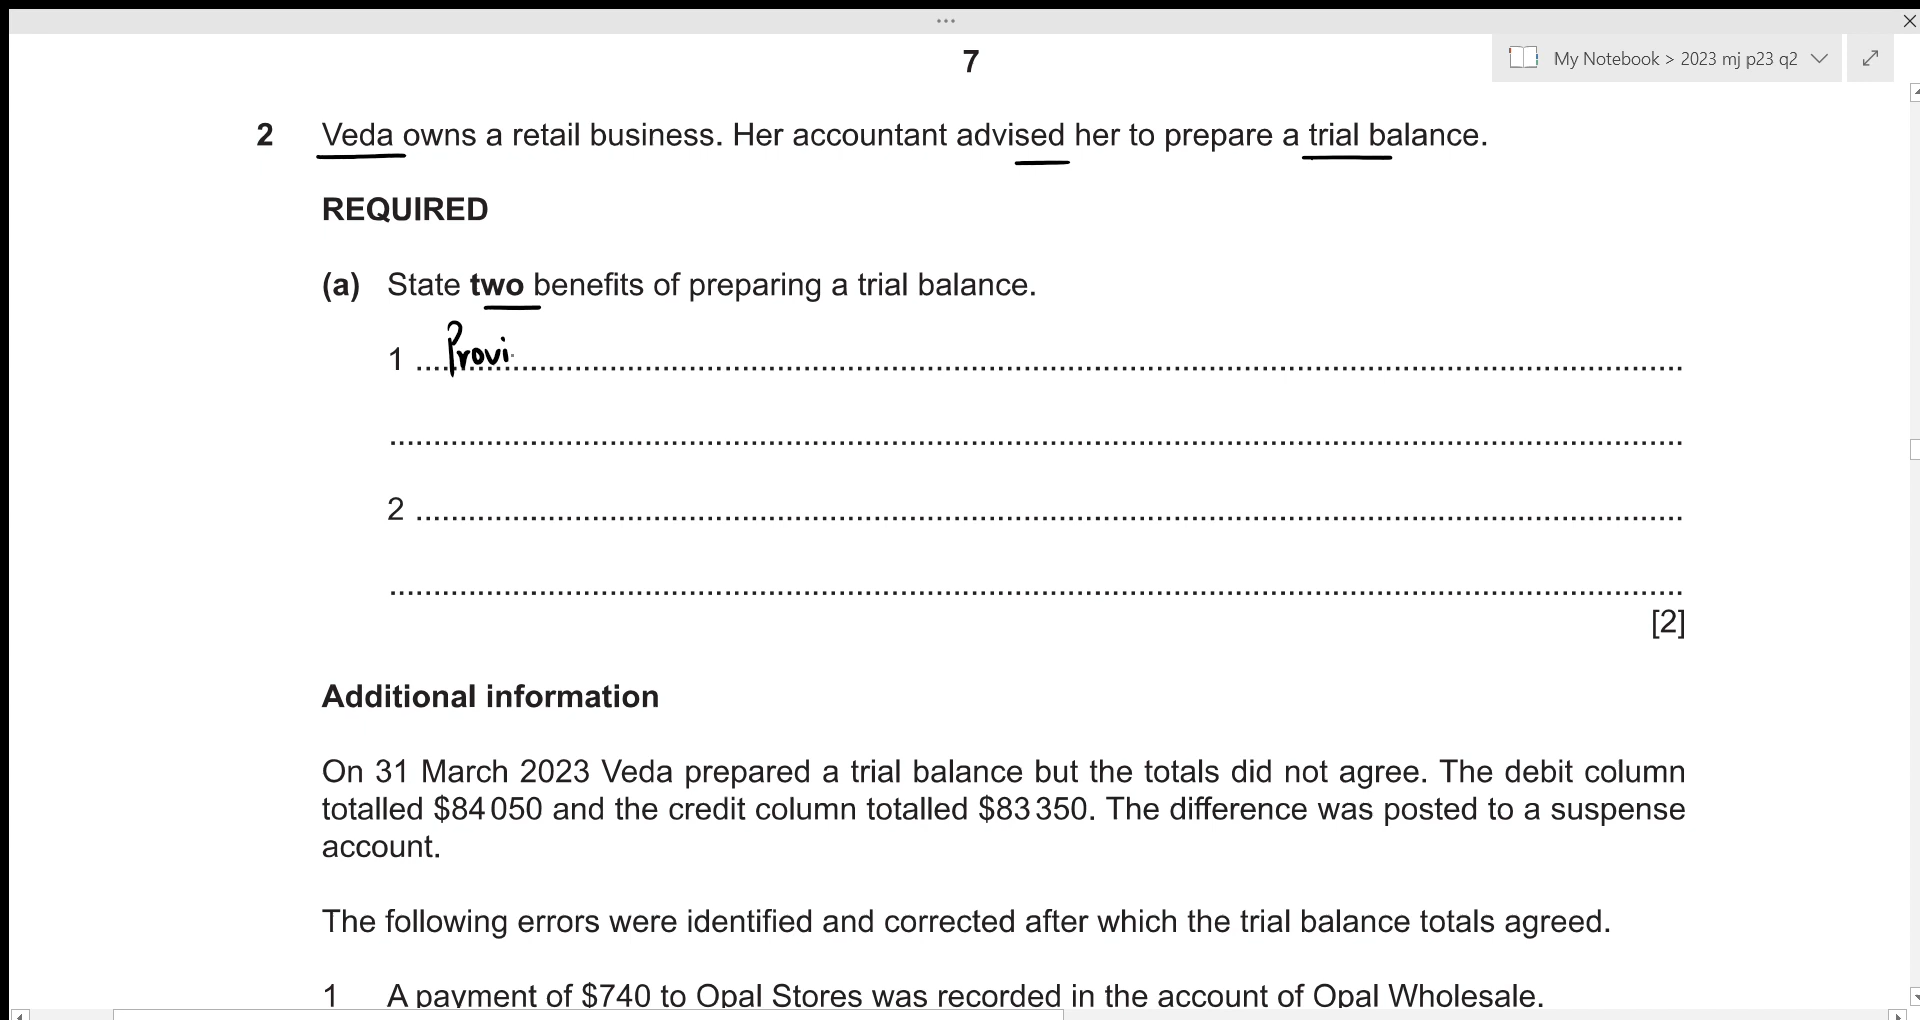 7
My Notebook > 2023 mj p23 q2
2 Veda owns a retail business. Her accountant advised her to prepare a trial balance.
REQUIRED
(a) State two benefits of preparing a trial balance.
1 Provi
2
[2]
Additional information
On 31 March 2023 Veda prepared a trial balance but the totals did not agree. The debit column
totalled $84 050 and the credit column totalled $83 350. The difference was posted to a suspense
account.
The following errors were identified and corrected after which the trial balance totals agreed.
1 A payment of $740 to Opal Stores was recorded in the account of Opal Wholesale.